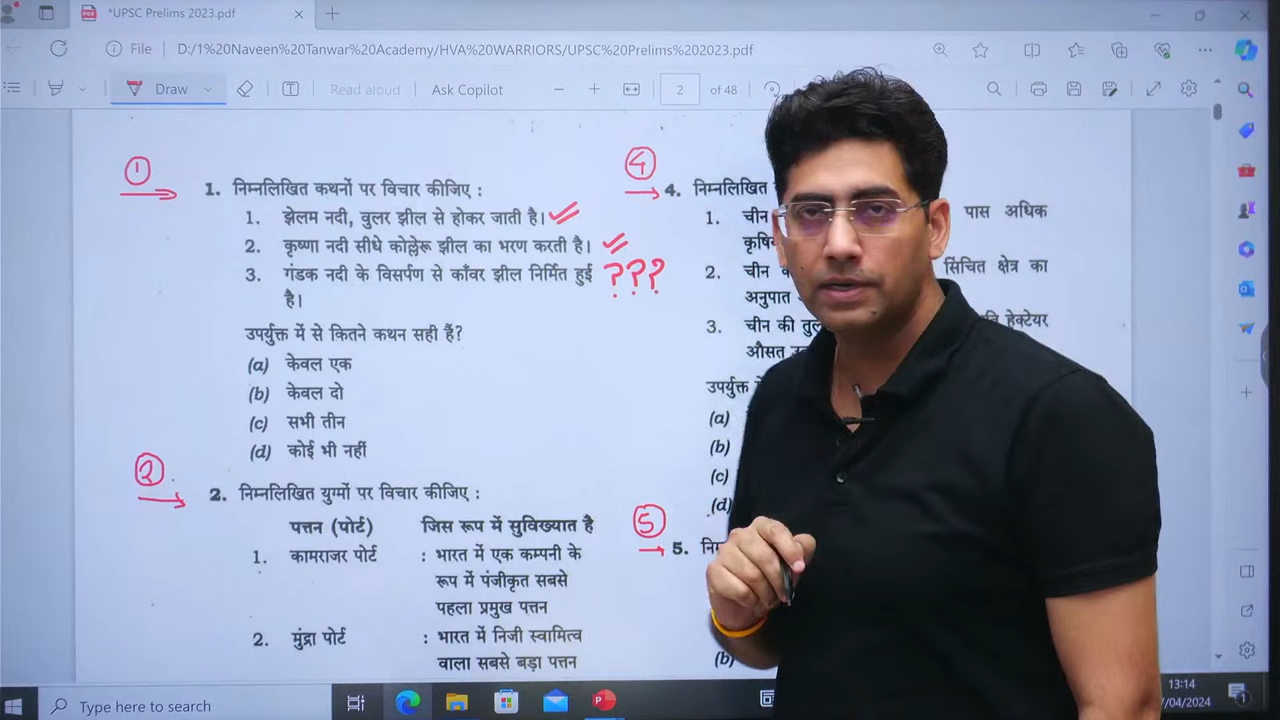 *UPSC Prelims 2023.pdf
File D:/1%20Naveen%20Tanwar%20Academy/HVA%20WARRIORS/UPSC%20Prelims%202023.pdf
Draw Read aloud Ask Copilot 2 of 48
①
1. निम्नलिखित कथनों पर विचार कीजिए :
1. झेलम नदी, वुलर झील से होकर जाती है।
2. कृष्णा नदी सीधे कोल्लेरू झील का भरण करती है।
3. गंडक नदी के विसर्पण से काँवर झील निर्मित हुई ???
है।
उपर्युक्त में से कितने कथन सही हैं?
(a) केवल एक
(b) केवल दो
(c) सभी तीन
(d) कोई भी नहीं
②
2. निम्नलिखित युग्मों पर विचार कीजिए :
पत्तन (पोर्ट) जिस रूप में सुविख्यात है
1. कामराजर पोर्ट : भारत में एक कम्पनी के
रूप में पंजीकृत सबसे
पहला प्रमुख पत्तन
2. मुंद्रा पोर्ट : भारत में निजी स्वामित्व
वाला सबसे बड़ा पत्तन
④
4. निम्नलिखित
1. चीन पास अधिक
2. चीन सिंचित क्षेत्र का
अनुपात
3. चीन की हेक्टेयर
औसत
उपर्युक्त
(a)
(b)
(c)
(d)
⑤
5.
(b)
Type here to search
13:14
/04/2024